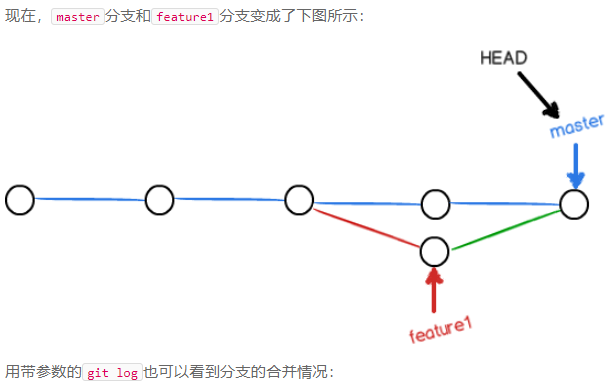 现在，master分支和feature1分支变成了下图所示：
HEAD
master
feature1
用带参数的git log也可以看到分支的合并情况：